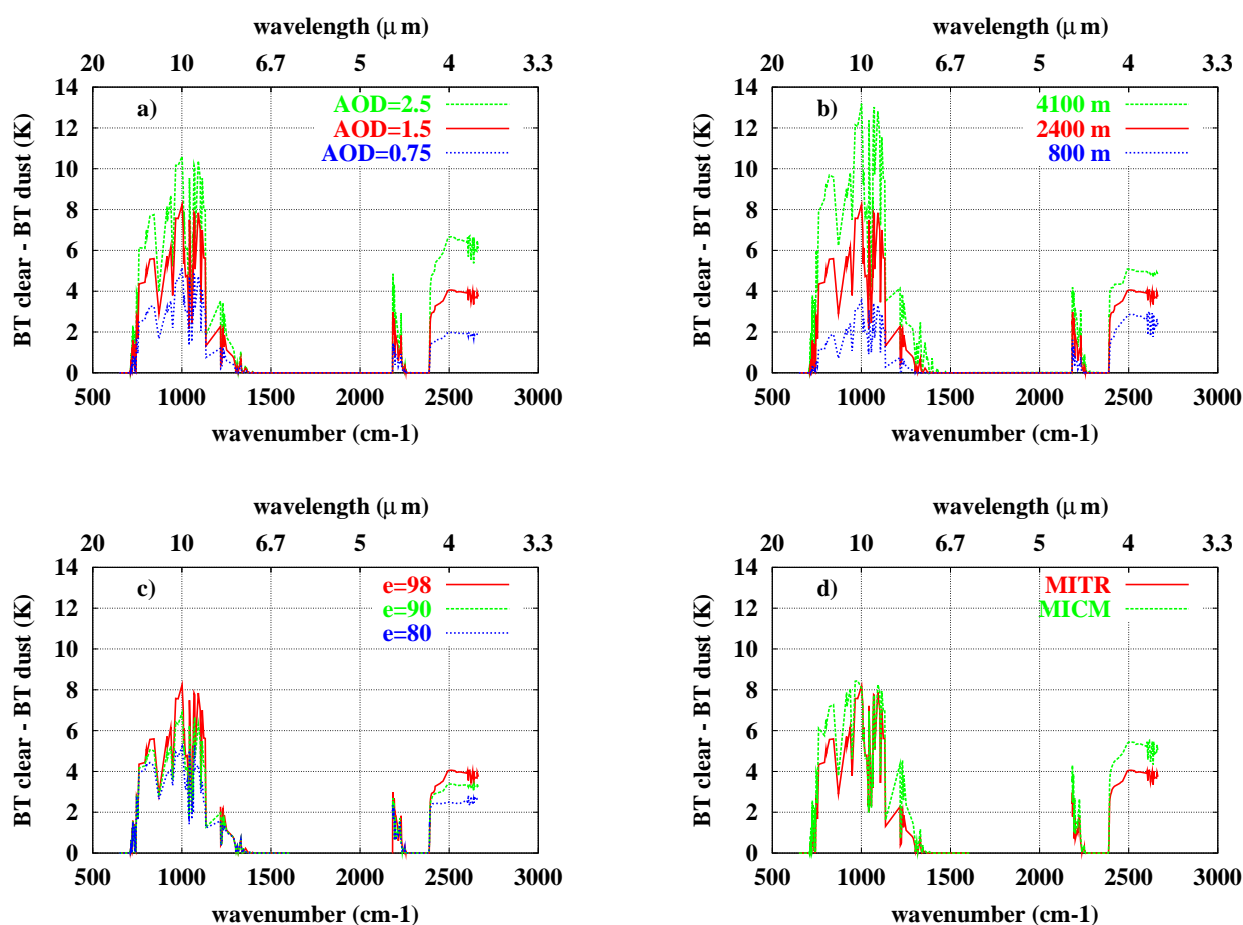 wavelength (μ m)
20 10 6.7 5 4 3.3
14
12
10
8
6
4
2
0
BT clear - BT dust (K)
a)
AOD=2.5
AOD=1.5
AOD=0.75
500 1000 1500 2000 2500 3000
wavenumber (cm-1)
wavelength (μ m)
20 10 6.7 5 4 3.3
14
12
10
8
6
4
2
0
BT clear - BT dust (K)
b)
4100 m
2400 m
800 m
500 1000 1500 2000 2500 3000
wavenumber (cm-1)
wavelength (μ m)
20 10 6.7 5 4 3.3
14
12
10
8
6
4
2
0
BT clear - BT dust (K)
c)
e=98
e=90
e=80
500 1000 1500 2000 2500 3000
wavenumber (cm-1)
wavelength (μ m)
20 10 6.7 5 4 3.3
14
12
10
8
6
4
2
0
BT clear - BT dust (K)
d)
MITR
MICM
500 1000 1500 2000 2500 3000
wavenumber (cm-1)